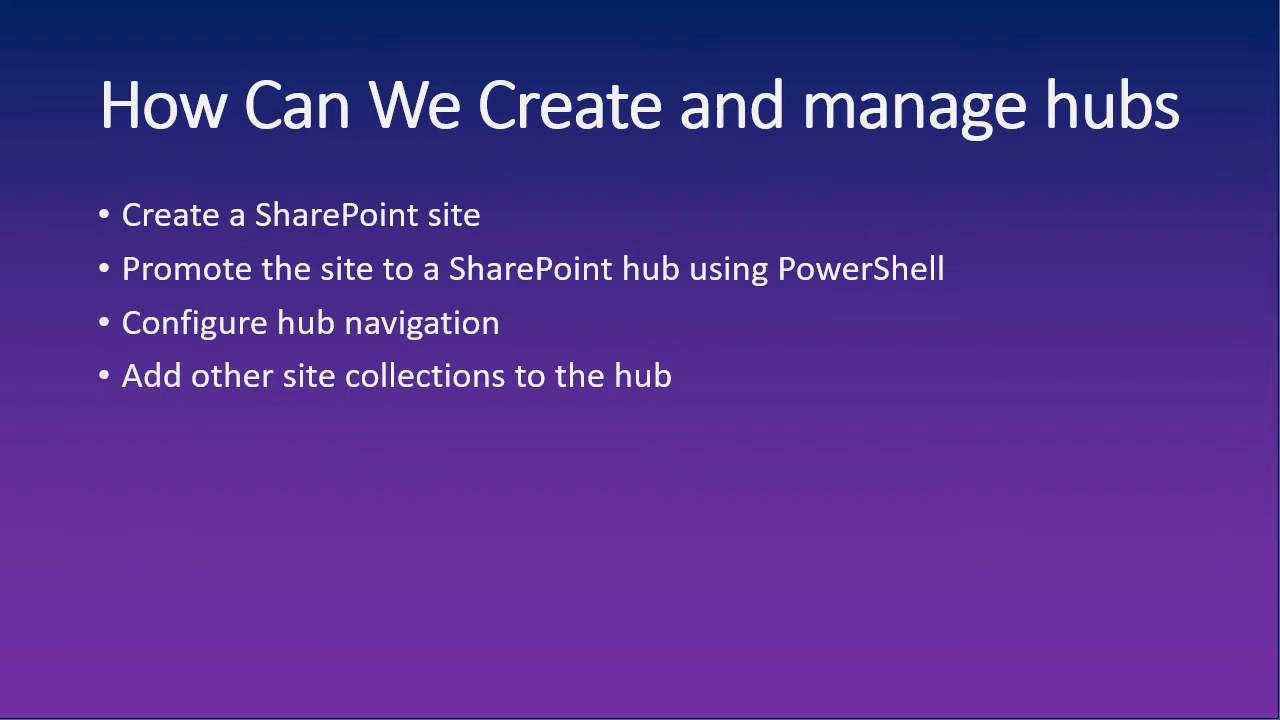 How Can We Create and manage hubs
• Create a SharePoint site
• Promote the site to a SharePoint hub using PowerShell
• Configure hub navigation
• Add other site collections to the hub